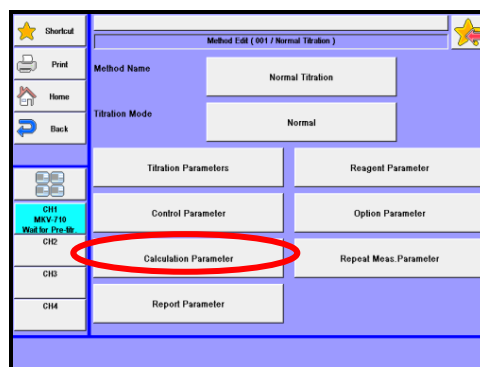 Shortcut
Method Edit ( 001 / Normal Titration )
Print
Method Name
Normal Titration
Home
Titration Mode
Normal
Back
Titration Parameters
Reagent Parameter
CH1
MKV-710
Wait for Pre-titr.
Control Parameter
Option Parameter
CH2
Calculation Parameter
Repeat Meas.Parameter
CH3
CH4
Report Parameter